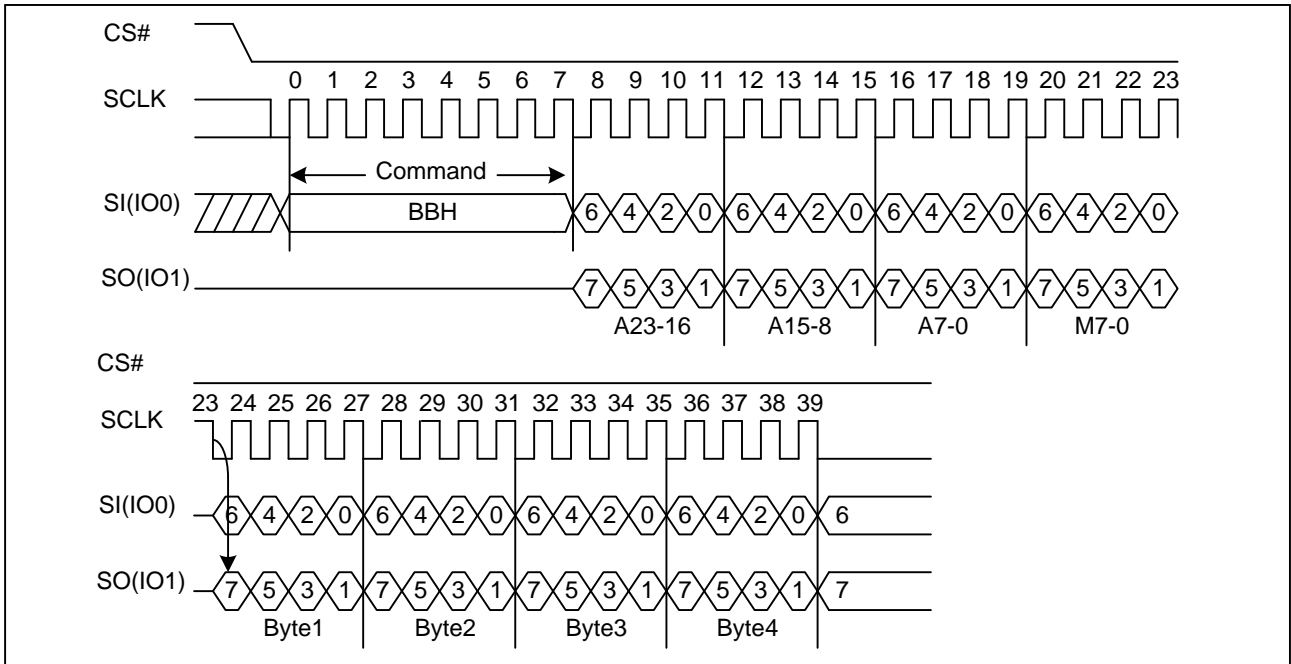 CS#
0 1 2 3 4 5 6 7 8 9 10 11 12 13 14 15 16 17 18 19 20 21 22 23
SCLK
Command
SI(IO0) BBH 6 4 2 0 6 4 2 0 6 4 2 0 6 4 2 0
SO(IO1) 7 5 3 1 7 5 3 1 7 5 3 1 7 5 3 1
A23-16 A15-8 A7-0 M7-0
CS#
23 24 25 26 27 28 29 30 31 32 33 34 35 36 37 38 39
SCLK
SI(IO0) 6 4 2 0 6 4 2 0 6 4 2 0 6 4 2 0 6
SO(IO1) 7 5 3 1 7 5 3 1 7 5 3 1 7 5 3 1 7
Byte1 Byte2 Byte3 Byte4